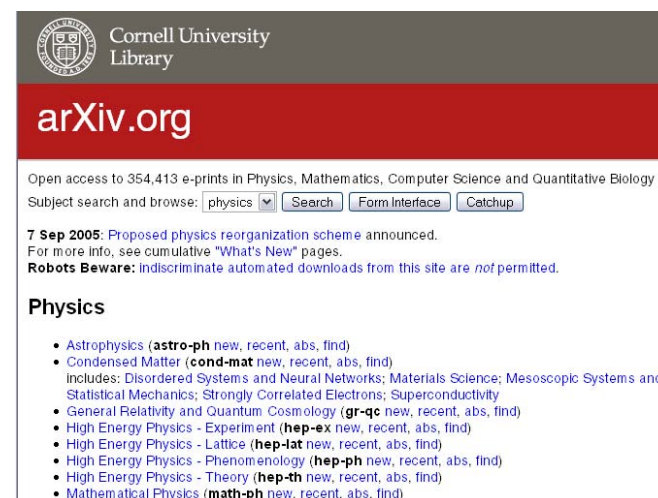 Cornell University
Library
arXiv.org
Open access to 354,413 e-prints in Physics, Mathematics, Computer Science and Quantitative Biology
Subject search and browse: physics Search Form Interface Catchup
7 Sep 2005: Proposed physics reorganization scheme announced.
For more info, see cumulative "What's New" pages.
Robots Beware: indiscriminate automated downloads from this site are not permitted.
Physics
• Astrophysics (astro-ph new, recent, abs, find)
• Condensed Matter (cond-mat new, recent, abs, find)
includes: Disordered Systems and Neural Networks; Materials Science; Mesoscopic Systems and
Statistical Mechanics; Strongly Correlated Electrons; Superconductivity
• General Relativity and Quantum Cosmology (gr-qc new, recent, abs, find)
• High Energy Physics - Experiment (hep-ex new, recent, abs, find)
• High Energy Physics - Lattice (hep-lat new, recent, abs, find)
• High Energy Physics - Phenomenology (hep-ph new, recent, abs, find)
• High Energy Physics - Theory (hep-th new, recent, abs, find)
• Mathematical Physics (math-ph new, recent, abs, find)